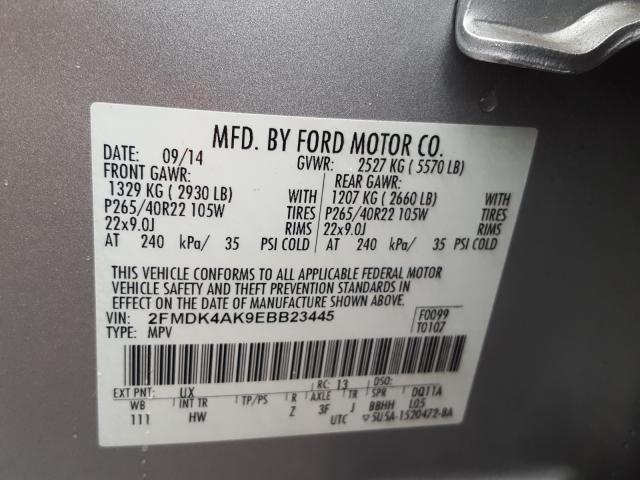 MFD. BY FORD MOTOR CO.
DATE: 09/14 GVWR: 2527 KG ( 5570 LB)
FRONT GAWR: REAR GAWR:
1329 KG ( 2930 LB) WITH 1207 KG ( 2660 LB) WITH
P265/40R22 105W TIRES P265/40R22 105W TIRES
22x9.0J RIMS 22x9.0J RIMS
AT 240 kPa/ 35 PSI COLD AT 240 kPa/ 35 PSI COLD
THIS VEHICLE CONFORMS TO ALL APPLICABLE FEDERAL MOTOR
VEHICLE SAFETY AND THEFT PREVENTION STANDARDS IN
EFFECT ON THE DATE OF MANUFACTURE SHOWN ABOVE.
VIN: 2FMDK4AK9EBB23445 F0099
TYPE: MPV T0107
EXT PNT: UX RC: 13 DSO:
WB INT TR TP/PS R AXLE TR SPR DQ11A
111 HW Z 3F J BBHH L05
UTC 5U5A-1520472-BA